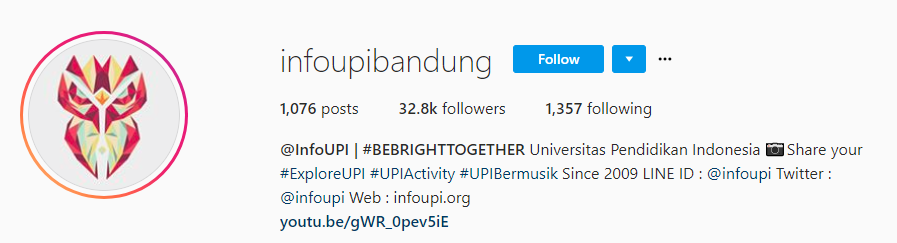 infoupibandung Follow
1,076 posts 32.8k followers 1,357 following
@InfoUPI | #BEBRIGHTTOGETHER Universitas Pendidikan Indonesia 📷Share your
#ExploreUPI #UPIActivity #UPIBermusik Since 2009 LINE ID : @infoupi Twitter :
@infoupi Web : infoupi.org
youtu.be/gWR_0pev5iE